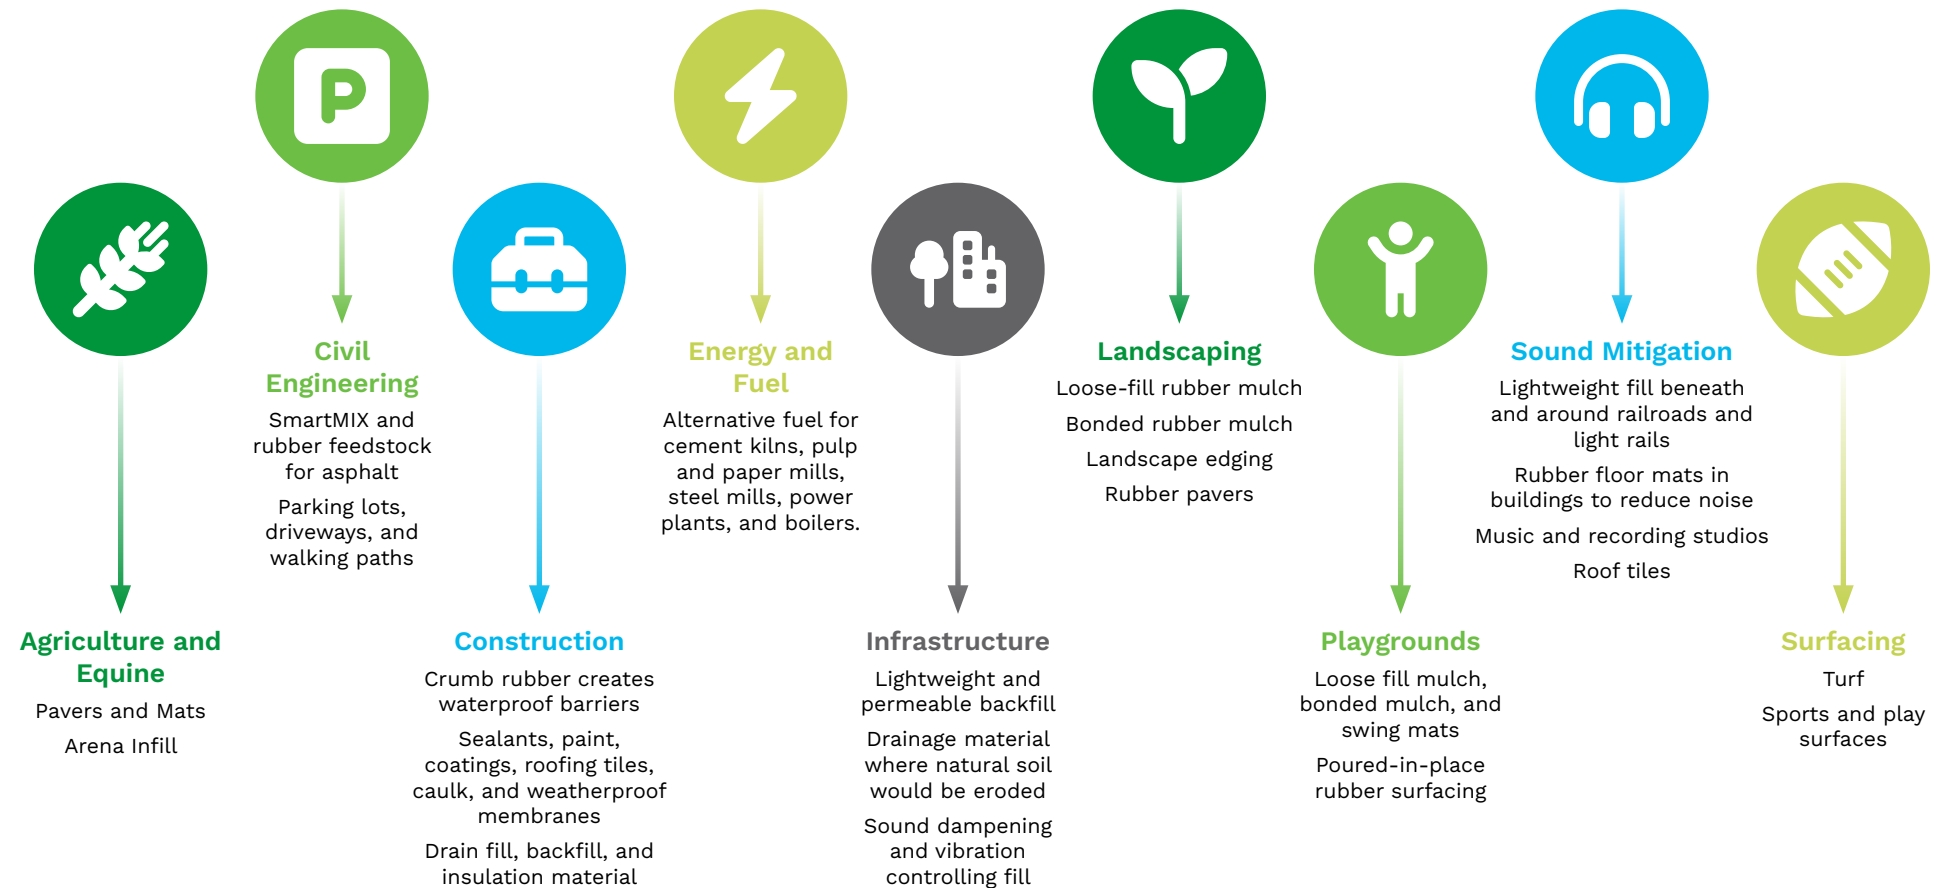 P
Agriculture and
Equine
Pavers and Mats
Arena Infill
Civil
Engineering
SmartMIX and
rubber feedstock
for asphalt
Parking lots,
driveways, and
walking paths
Construction
Crumb rubber creates
waterproof barriers
Sealants, paint,
coatings, roofing tiles,
caulk, and weatherproof
membranes
Drain fill, backfill, and
insulation material
Energy and
Fuel
Alternative fuel for
cement kilns, pulp
and paper mills,
steel mills, power
plants, and boilers.
Infrastructure
Lightweight and
permeable backfill
Drainage material
where natural soil
would be eroded
Sound dampening
and vibration
controlling fill
Landscaping
Loose-fill rubber mulch
Bonded rubber mulch
Landscape edging
Rubber pavers
Playgrounds
Loose fill mulch,
bonded mulch, and
swing mats
Poured-in-place
rubber surfacing
Sound Mitigation
Lightweight fill beneath
and around railroads and
light rails
Rubber floor mats in
buildings to reduce noise
Music and recording studios
Roof tiles
Surfacing
Turf
Sports and play
surfaces